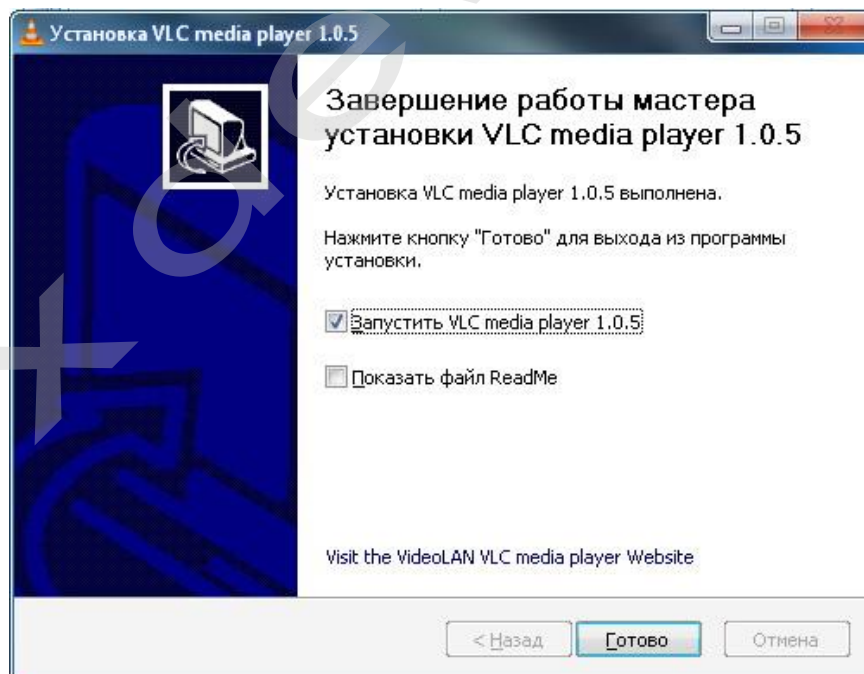 Установка VLC media player 1.0.5
Завершение работы мастера
установки VLC media player 1.0.5
Установка VLC media player 1.0.5 выполнена.
Нажмите кнопку "Готово" для выхода из программы
установки.
Запустить VLC media player 1.0.5
Показать файл ReadMe
Visit the VideoLAN VLC media player Website
< Назад Готово Отмена